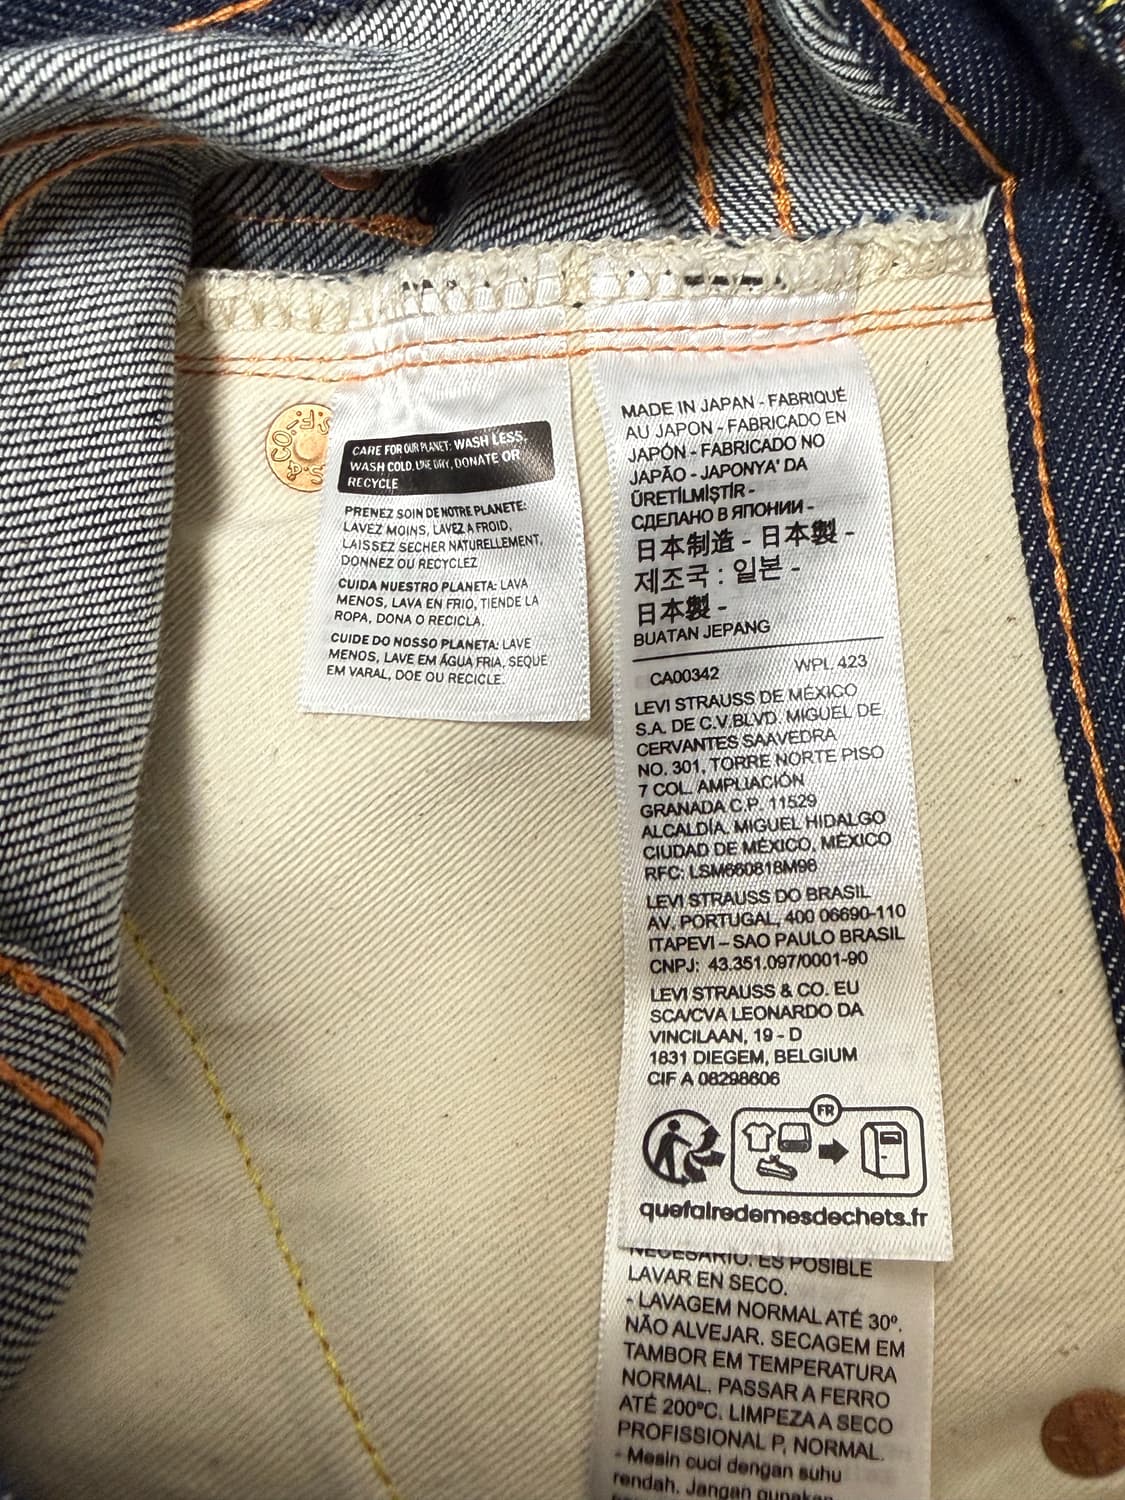 CARE FOR OUR PLANET: WASH LESS,
WASH COLD, LINE DRY, DONATE OR
RECYCLE
PRENEZ SOIN DE NOTRE PLANETE:
LAVEZ MOINS, LAVEZ A FROID,
LAISSEZ SECHER NATURELLEMENT,
DONNEZ OU RECYCLEZ
CUIDA NUESTRO PLANETA: LAVA
MENOS, LAVA EN FRIO, TIENDE LA
ROPA, DONA O RECICLA.
CUIDE DO NOSSO PLANETA: LAVE
MENOS, LAVE EM ÁGUA FRIA, SEQUE
EM VARAL, DOE OU RECICLE.
MADE IN JAPAN - FABRIQUÉ
AU JAPON - FABRICADO EN
JAPÓN - FABRICADO NO
JAPÃO - JAPONYA' DA
ÜRETİLMİŞTİR -
СДЕЛАНО В ЯПОНИИ -
日本制造 - 日本製 -
제조국 : 일본 -
日本製 -
BUATAN JEPANG
CA00342 WPL 423
LEVI STRAUSS DE MÉXICO
S.A. DE C.V.BLVD. MIGUEL DE
CERVANTES SAAVEDRA
NO. 301, TORRE NORTE PISO
7 COL. AMPLIACIÓN
GRANADA C.P. 11529
ALCALDÍA. MIGUEL HIDALGO
CIUDAD DE MÉXICO, MÉXICO
RFC: LSM660818M98
LEVI STRAUSS DO BRASIL
AV. PORTUGAL, 400 06690-110
ITAPEVI – SAO PAULO BRASIL
CNPJ: 43.351.097/0001-90
LEVI STRAUSS & CO. EU
SCA/CVA LEONARDO DA
VINCILAAN, 19 - D
1831 DIEGEM, BELGIUM
CIF A 08298606
FR
quefairedemesdechets.fr
NECESARIO. ES POSIBLE
LAVAR EN SECO.
- LAVAGEM NORMAL ATÉ 30º.
NÃO ALVEJAR. SECAGEM EM
TAMBOR EM TEMPERATURA
NORMAL. PASSAR A FERRO
ATÉ 200ºC. LIMPEZA A SECO
PROFISSIONAL P, NORMAL.
- Mesin cuci dengan suhu
rendah. Jangan gunakan